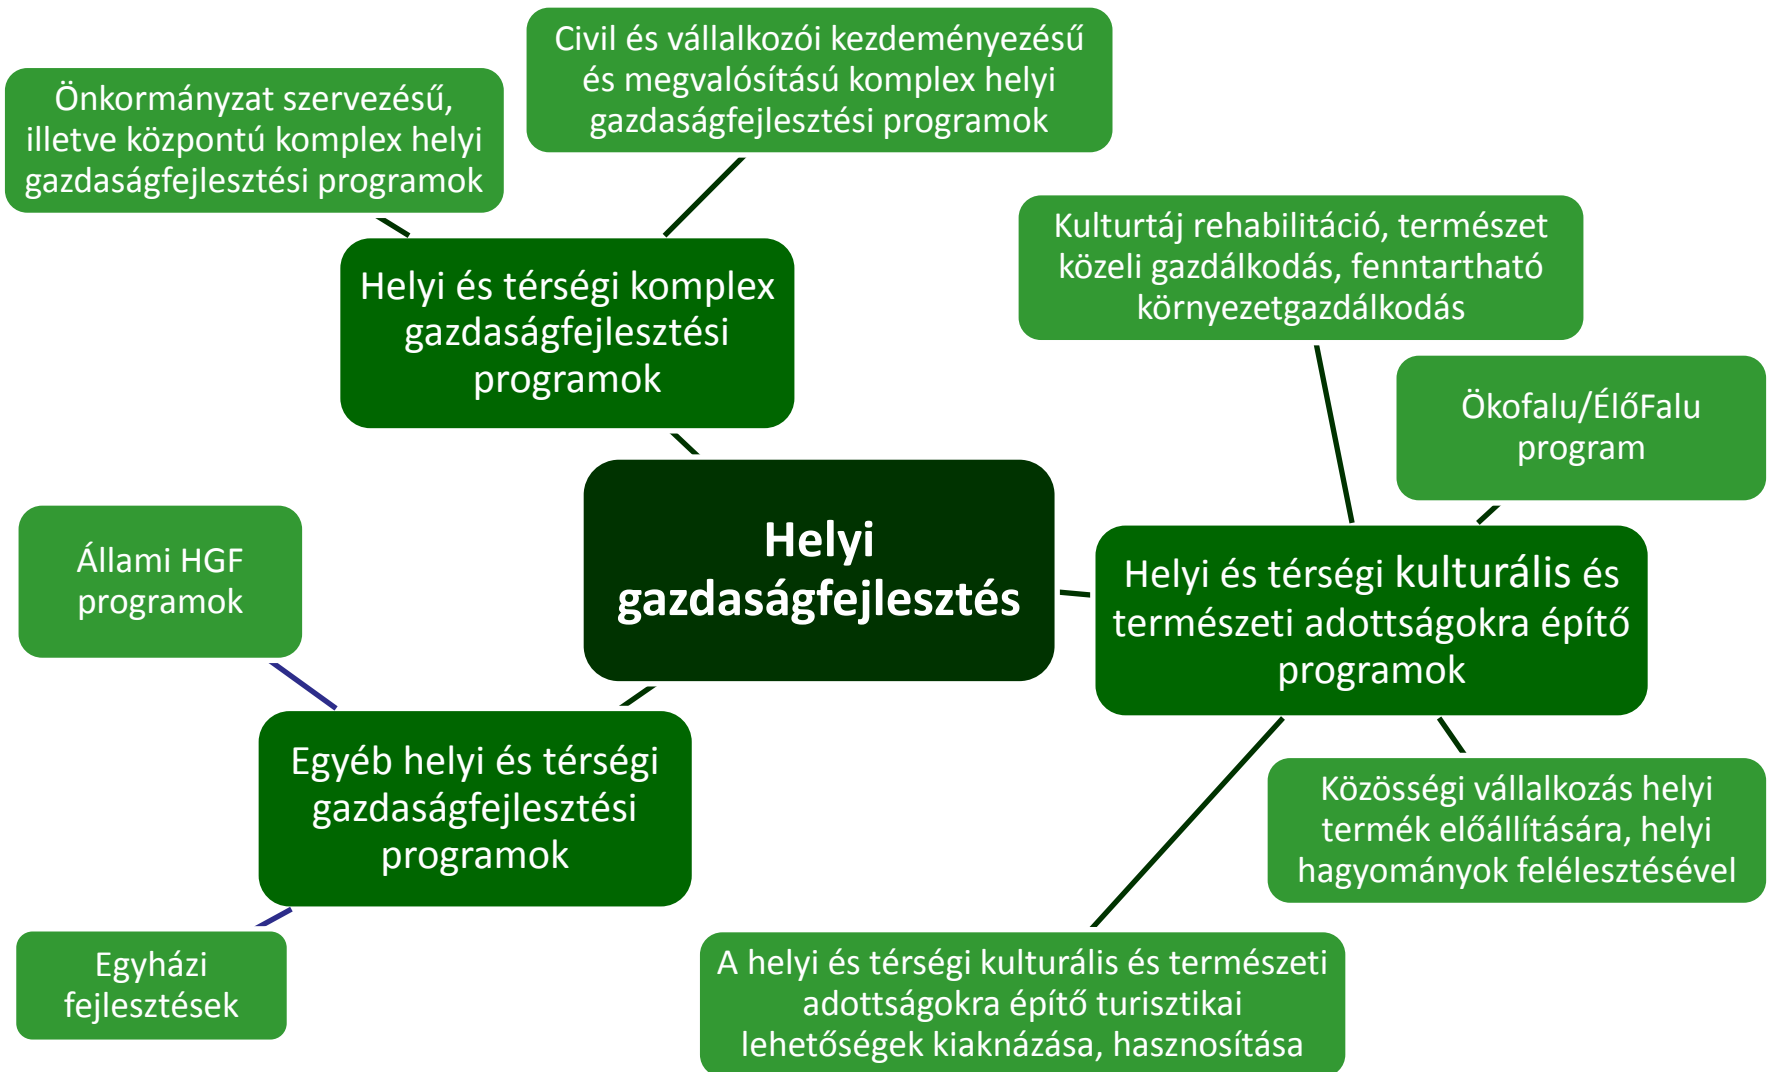 Civil és vállalkozói kezdeményezésű
és megvalósítású komplex helyi
gazdaságfejlesztési programok
Önkormányzat szervezésű,
illetve központú komplex helyi
gazdaságfejlesztési programok
Helyi és térségi komplex
gazdaságfejlesztési
programok
Kulturtáj rehabilitáció, természet
közeli gazdálkodás, fenntartható
környezetgazdálkodás
Ökofalu/ÉlőFalu
program
Helyi
gazdaságfejlesztés
Állami HGF
programok
Helyi és térségi kulturális és
természeti adottságokra építő
programok
Egyéb helyi és térségi
gazdaságfejlesztési
programok
Közösségi vállalkozás helyi
termék előállítására, helyi
hagyományok felélesztésével
Egyházi
fejlesztések
A helyi és térségi kulturális és természeti
adottságokra építő turisztikai
lehetőségek kiaknázása, hasznosítása